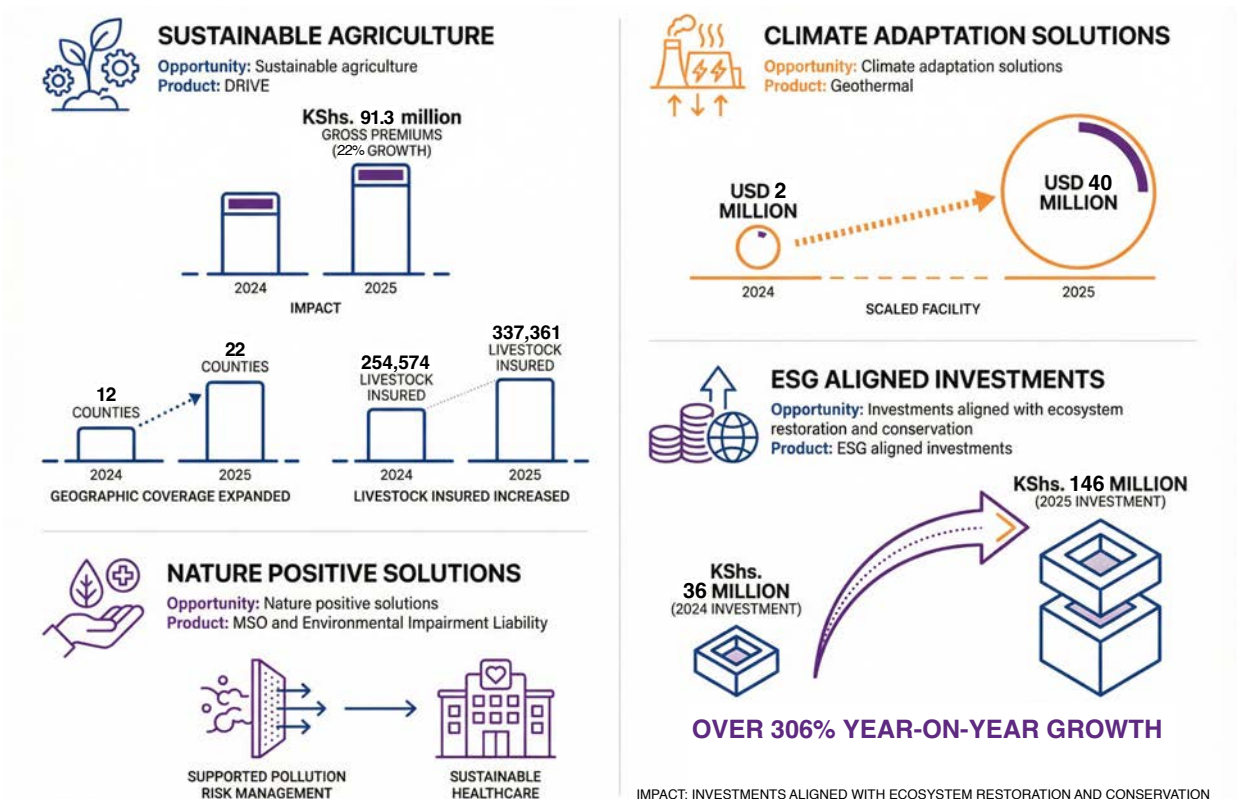 SUSTAINABLE AGRICULTURE
Opportunity: Sustainable agriculture
Product: DRIVE
KShs. 91.3 million
GROSS PREMIUMS
(22% GROWTH)
2024
2025
IMPACT
12
COUNTIES
22
COUNTIES
2024
2025
GEOGRAPHIC COVERAGE EXPANDED
254,574
LIVESTOCK
INSURED
337,361
LIVESTOCK
INSURED
2024
2025
LIVESTOCK INSURED INCREASED
NATURE POSITIVE SOLUTIONS
Opportunity: Nature positive solutions
Product: MSO and Environmental Impairment Liability
SUPPORTED POLLUTION
RISK MANAGEMENT
SUSTAINABLE
HEALTHCARE
CLIMATE ADAPTATION SOLUTIONS
Opportunity: Climate adaptation solutions
Product: Geothermal
USD 2
MILLION
USD 40
MILLION
2024
2025
SCALED FACILITY
ESG ALIGNED INVESTMENTS
Opportunity: Investments aligned with ecosystem
restoration and conservation
Product: ESG aligned investments
KShs.
36 MILLION
(2024 INVESTMENT)
KShs. 146 MILLION
(2025 INVESTMENT)
OVER 306% YEAR-ON-YEAR GROWTH
IMPACT: INVESTMENTS ALIGNED WITH ECOSYSTEM RESTORATION AND CONSERVATION